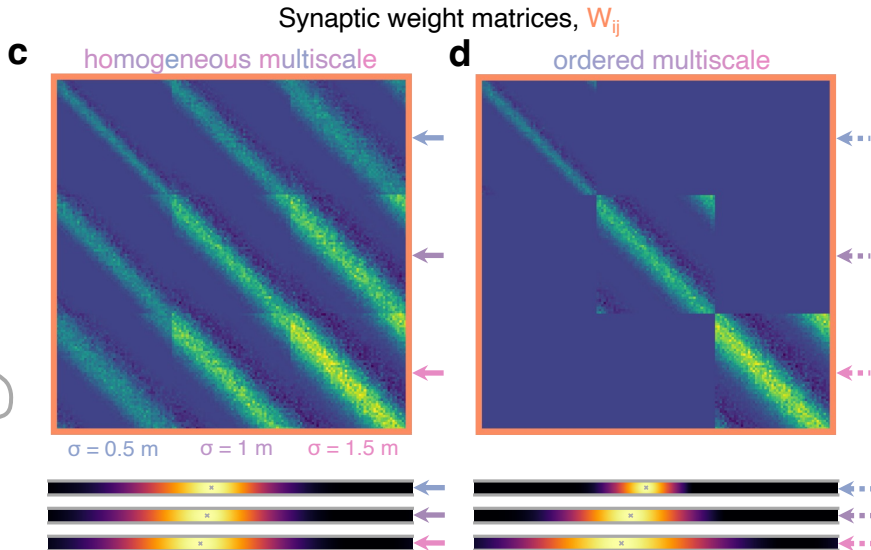 Synaptic weight matrices, Wij
c
homogeneous multiscale
d
ordered multiscale
σ = 0.5 m
σ = 1 m
σ = 1.5 m